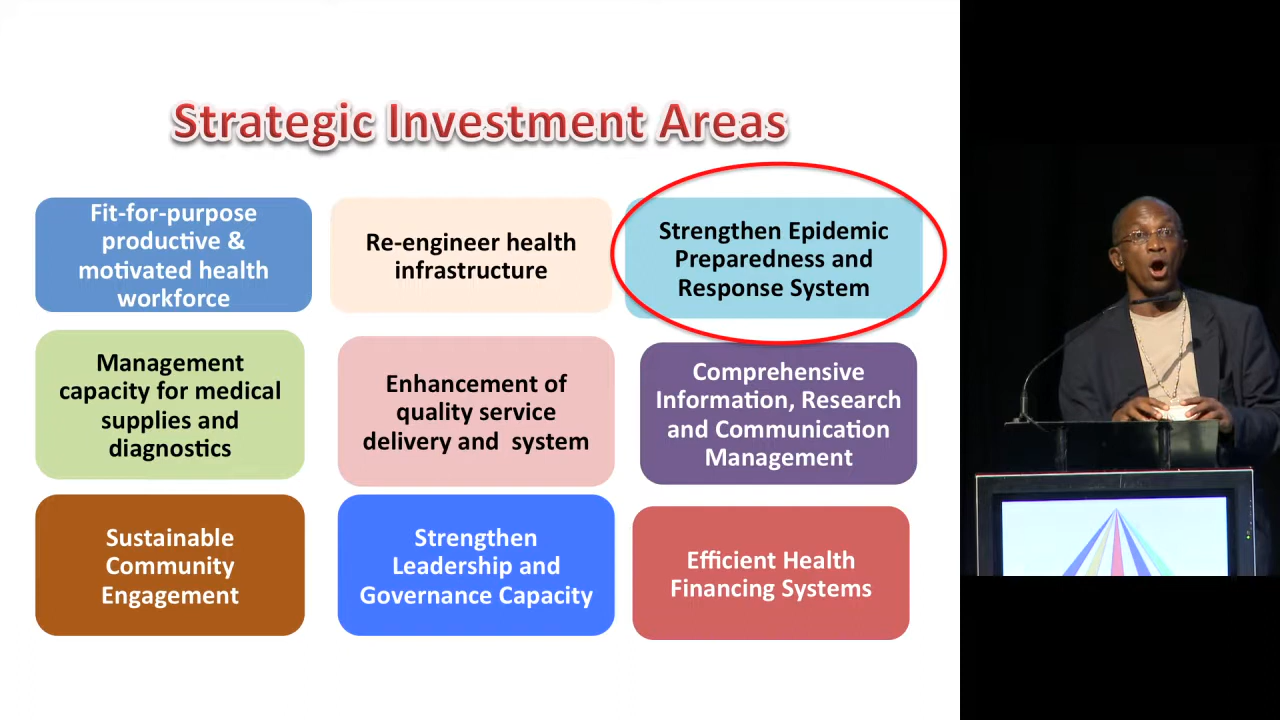 Strategic Investment Areas
Fit-for-purpose
productive &
motivated health
workforce
Re-engineer health
infrastructure
Strengthen Epidemic
Preparedness and
Response System
Management
capacity for medical
supplies and
diagnostics
Enhancement of
quality service
delivery and system
Comprehensive
Information, Research
and Communication
Management
Sustainable
Community
Engagement
Strengthen
Leadership and
Governance Capacity
Efficient Health
Financing Systems